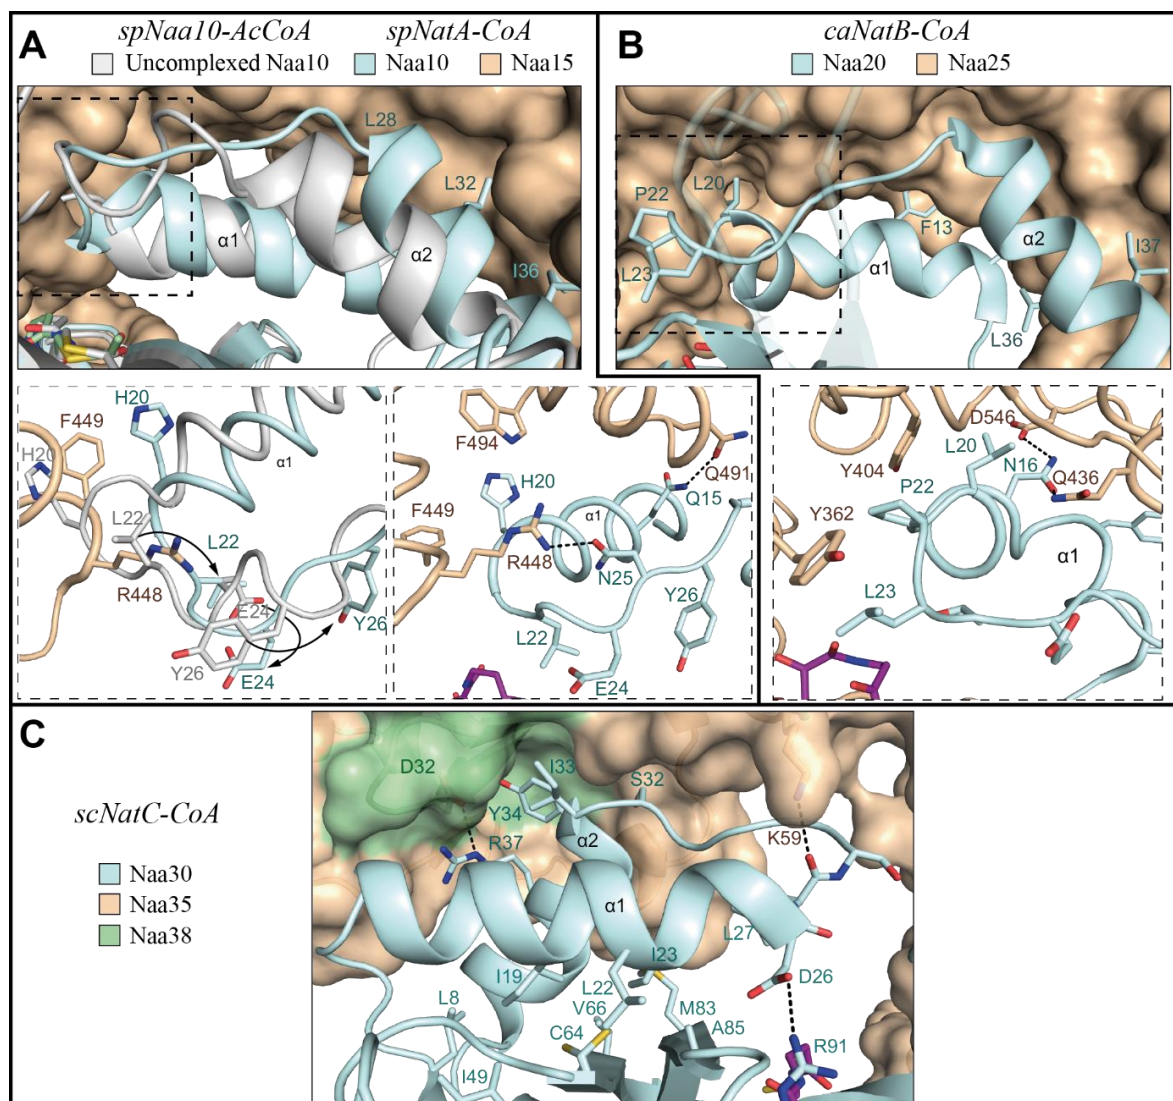 A
spNaa10-AcCoA
spNatA-CoA
Uncomplexed Naa10
Naa10
Naa15
L28
L32
α1
α2
I36
B
caNatB-CoA
Naa20
Naa25
P22
L20
L23
F13
α1
α2
I37
L36
H20
F449
H20
α1
L22
L22
R448
E24
Y26
Y26
E24
F494
Q491
H20
Q15
F449
α1
R448
N25
Y26
L22
E24
D546
L20
Y404
N16
Q436
P22
Y362
α1
L23
C
scNatC-CoA
Naa30
Naa35
Naa38
D32
I33
S32
Y34
K59
R37
α2
α1
L27
I23
I19
L22
D26
L8
V66
M83
C64
A85
R91
I49